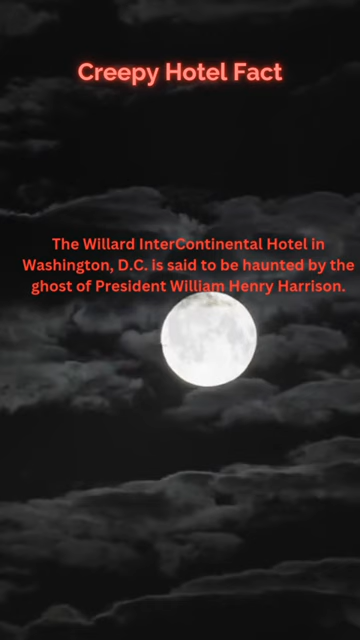 Creepy Hotel Fact
The Willard InterContinental Hotel in
Washington, D.C. is said to be haunted by the
ghost of President William Henry Harrison.